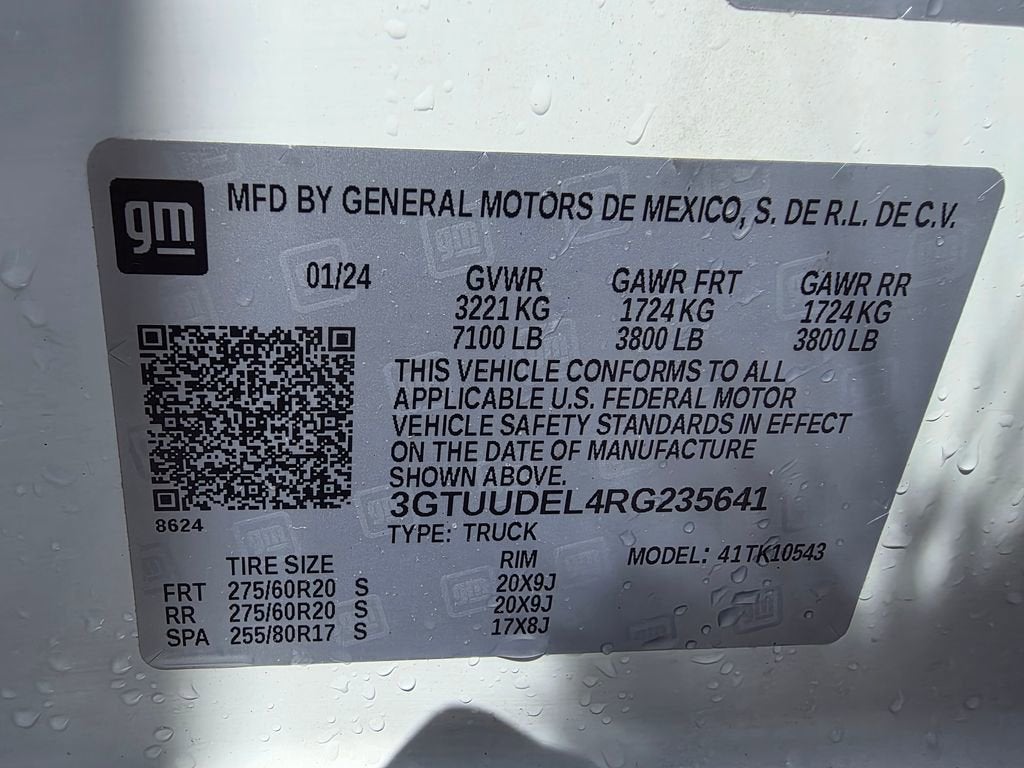 gm
MFD BY GENERAL MOTORS DE MEXICO, S. DE R.L. DE C.V.
01/24 GVWR GAWR FRT GAWR RR
3221 KG 1724 KG 1724 KG
7100 LB 3800 LB 3800 LB
THIS VEHICLE CONFORMS TO ALL
APPLICABLE U.S. FEDERAL MOTOR
VEHICLE SAFETY STANDARDS IN EFFECT
ON THE DATE OF MANUFACTURE
SHOWN ABOVE.
3GTUUDEL4RG235641
8624
TYPE: TRUCK
MODEL: 41TK10543
TIRE SIZE RIM
FRT 275/60R20 S 20X9J
RR 275/60R20 S 20X9J
SPA 255/80R17 S 17X8J